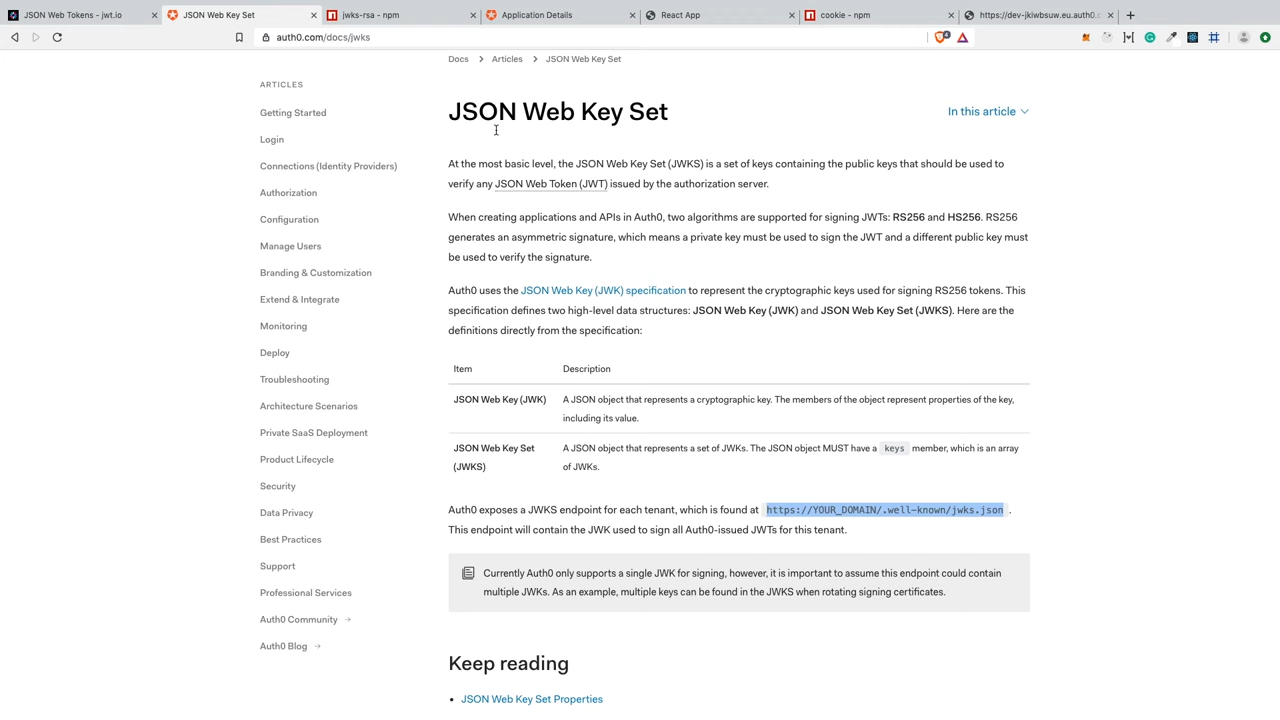 JSON Web Tokens - jwt.io
JSON Web Key Set
jwks-rsa - npm
Application Details
React App
cookie - npm
https://dev-jkiwbsuw.eu.auth0.c
auth0.com/docs/jwks
Docs > Articles > JSON Web Key Set
ARTICLES
Getting Started
Login
Connections (Identity Providers)
Authorization
Configuration
Manage Users
Branding & Customization
Extend & Integrate
Monitoring
Deploy
Troubleshooting
Architecture Scenarios
Private SaaS Deployment
Product Lifecycle
Security
Data Privacy
Best Practices
Support
Professional Services
Auth0 Community →
Auth0 Blog →
JSON Web Key Set
In this article
At the most basic level, the JSON Web Key Set (JWKS) is a set of keys containing the public keys that should be used to
verify any JSON Web Token (JWT) issued by the authorization server.
When creating applications and APIs in Auth0, two algorithms are supported for signing JWTs: RS256 and HS256. RS256
generates an asymmetric signature, which means a private key must be used to sign the JWT and a different public key must
be used to verify the signature.
Auth0 uses the JSON Web Key (JWK) specification to represent the cryptographic keys used for signing RS256 tokens. This
specification defines two high-level data structures: JSON Web Key (JWK) and JSON Web Key Set (JWKS). Here are the
definitions directly from the specification:
Item Description
JSON Web Key (JWK) A JSON object that represents a cryptographic key. The members of the object represent properties of the key,
including its value.
JSON Web Key Set A JSON object that represents a set of JWKs. The JSON object MUST have a keys member, which is an array
(JWKS) of JWKs.
Auth0 exposes a JWKS endpoint for each tenant, which is found at https://YOUR_DOMAIN/.well-known/jwks.json .
This endpoint will contain the JWK used to sign all Auth0-issued JWTs for this tenant.
Currently Auth0 only supports a single JWK for signing, however, it is important to assume this endpoint could contain
multiple JWKs. As an example, multiple keys can be found in the JWKS when rotating signing certificates.
Keep reading
• JSON Web Key Set Properties